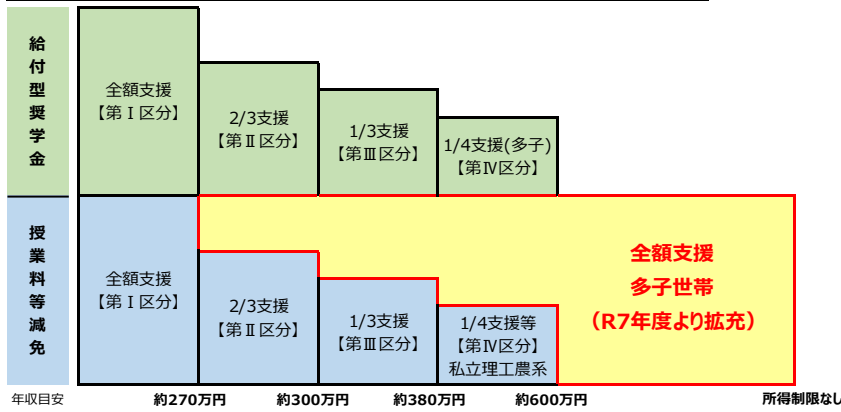 給付型奨学金
全額支援
【第Ⅰ区分】
2/3支援
【第Ⅱ区分】
1/3支援
【第Ⅲ区分】
1/4支援(多子)
【第Ⅳ区分】
授業料等減免
全額支援
【第Ⅰ区分】
2/3支援
【第Ⅱ区分】
1/3支援
【第Ⅲ区分】
1/4支援等
【第Ⅳ区分】
私立理工農系
全額支援
多子世帯
（R7年度より拡充）
年収目安
約270万円
約300万円
約380万円
約600万円
所得制限なし